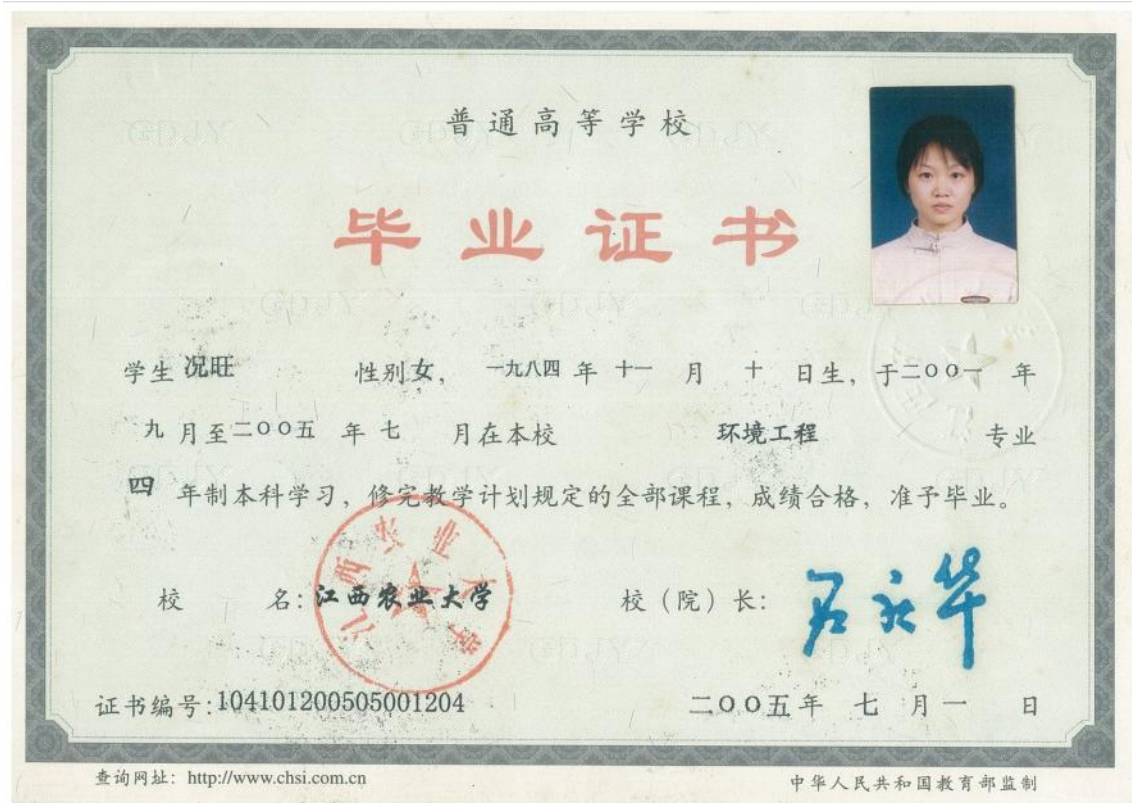 普通高等学校
毕业证书
学生 况旺 性别女, 一九八四 年 十一 月 十 日生, 于二〇〇一 年
九 月至二〇〇五 年 七 月在本校 环境工程 专业
四 年制本科学习, 修完教学计划规定的全部课程, 成绩合格, 准予毕业。
江西农业大学
校 名: 江西农业大学 校(院)长:
证书编号: 104101200505001204 二〇〇五年 七 月一 日
查询网址: http://www.chsi.com.cn 中华人民共和国教育部监制